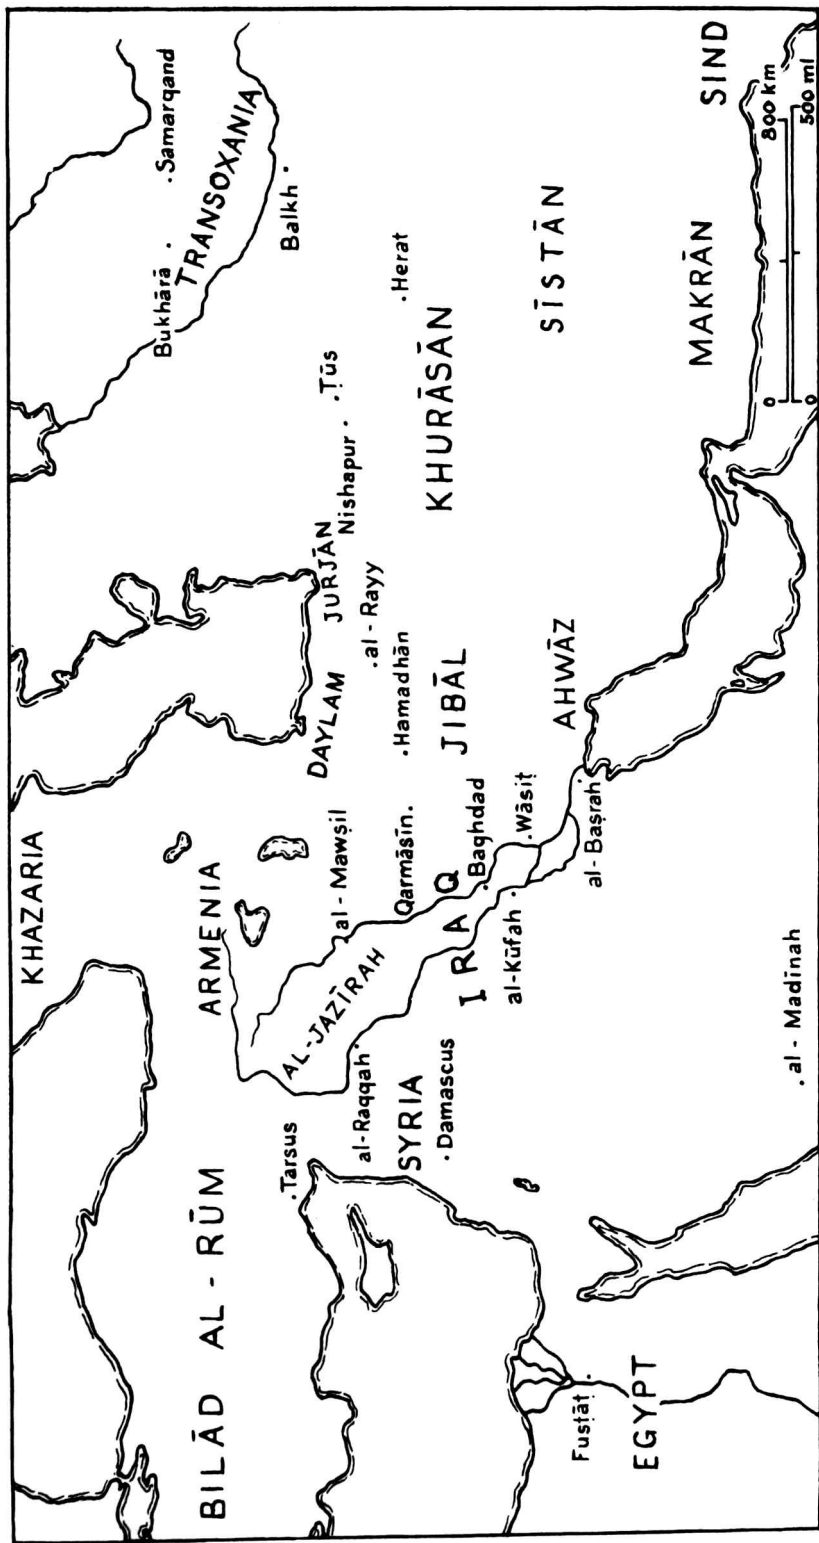 KHAZARIA
BILĀD AL-RŪM
ARMENIA
Bukhārā
Samarqand
TRANSOXANIA
Balkh
Tarsus
DAYLAM
JURJĀN
Nishapur
Ṭūs
al-Mawṣil
al-Rayy
al-Raqqah
AL-JAZĪRAH
Qarmāsīn
Hamadhān
Herat
SYRIA
Damascus
IRAQ
Baghdad
JIBĀL
KHURĀSĀN
al-Kūfah
Wāsiṭ
AHWĀZ
SĪSTĀN
Fusṭāṭ
EGYPT
al-Baṣrah
MAKRĀN
SIND
al-Madīnah
0 800 km
0 500 ml